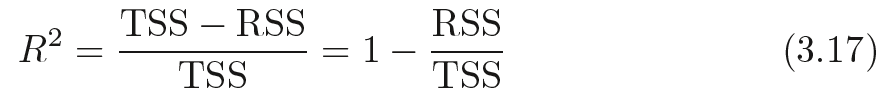 R² = (TSS − RSS) / TSS = 1 − RSS / TSS (3.17)